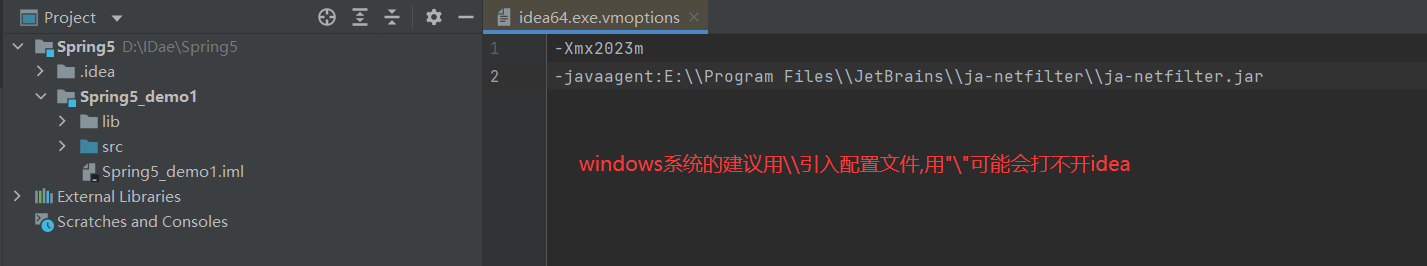 Project
idea64.exe.vmoptions
Spring5 D:\IDae\Spring5
.idea
Spring5_demo1
lib
src
Spring5_demo1.iml
External Libraries
Scratches and Consoles
1 -Xmx2023m
2 -javaagent:E:\\Program Files\\JetBrains\\ja-netfilter\\ja-netfilter.jar
windows系统的建议用\\引入配置文件,用"\"可能会打不开idea